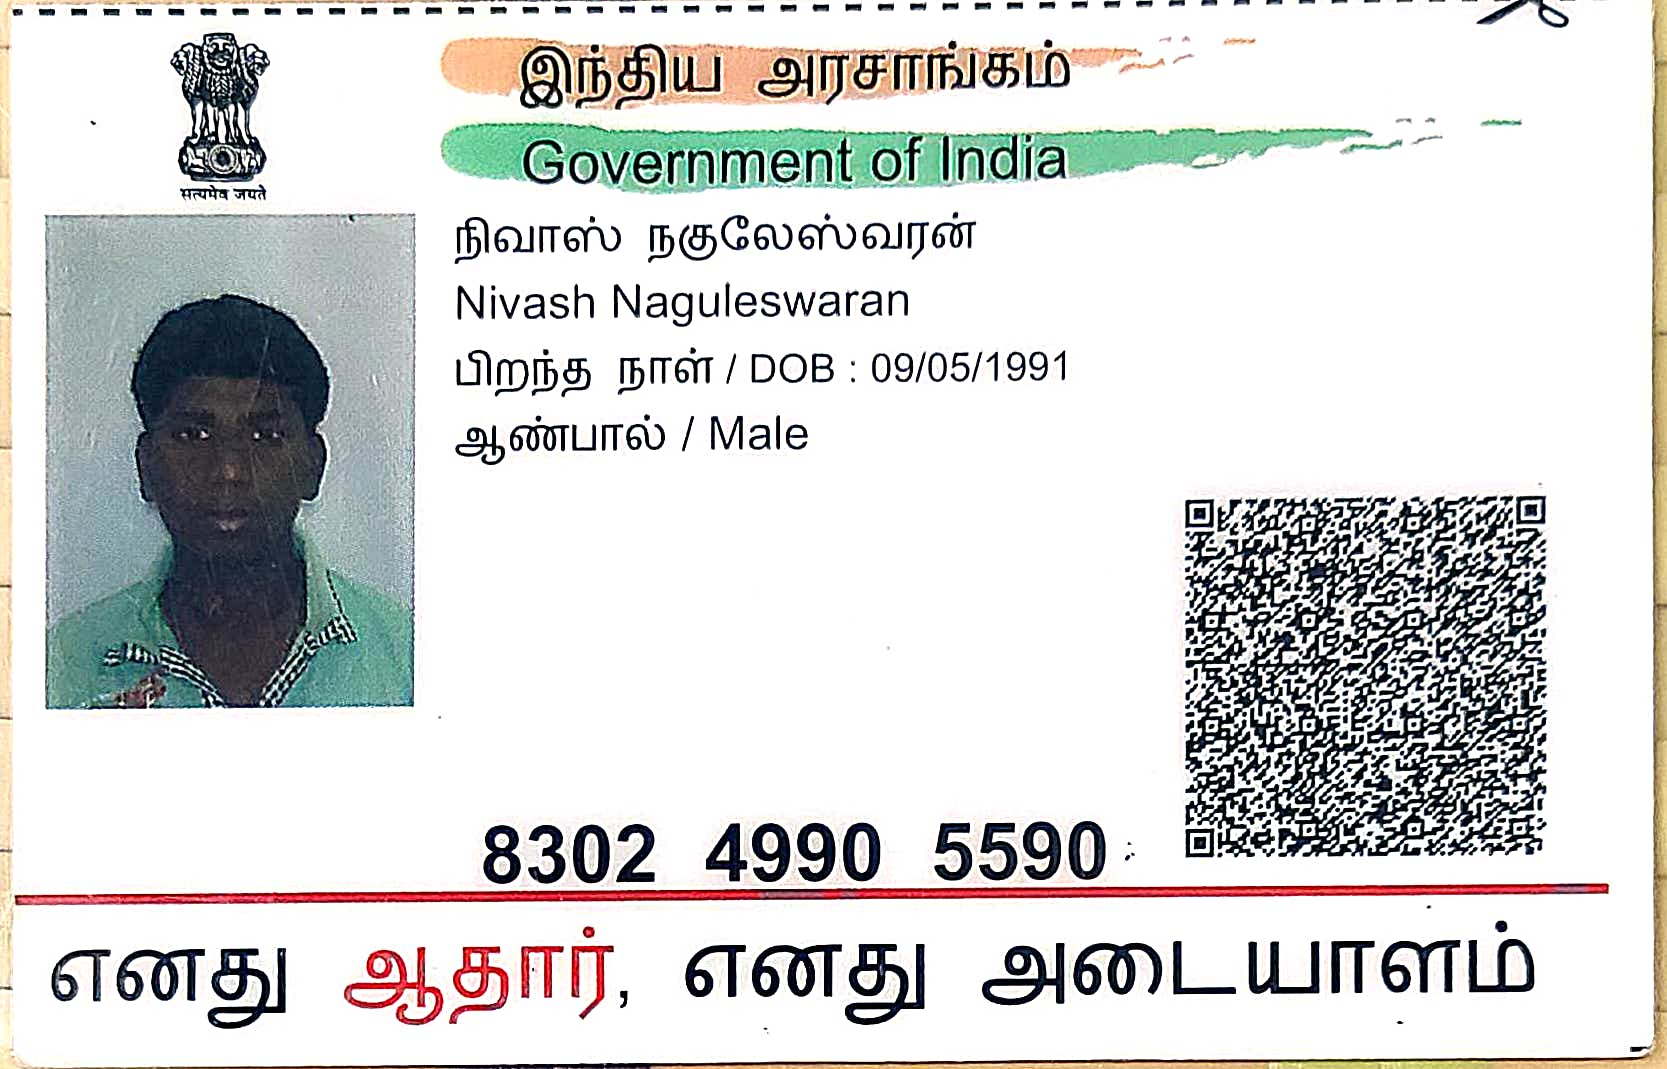 सत्यमेव जयते
இந்திய அரசாங்கம்
Government of India
நிவாஸ் நகுலேஸ்வரன்
Nivash Naguleswaran
பிறந்த நாள் / DOB : 09/05/1991
ஆண்பால் / Male
8302 4990 5590
எனது ஆதார், எனது அடையாளம்